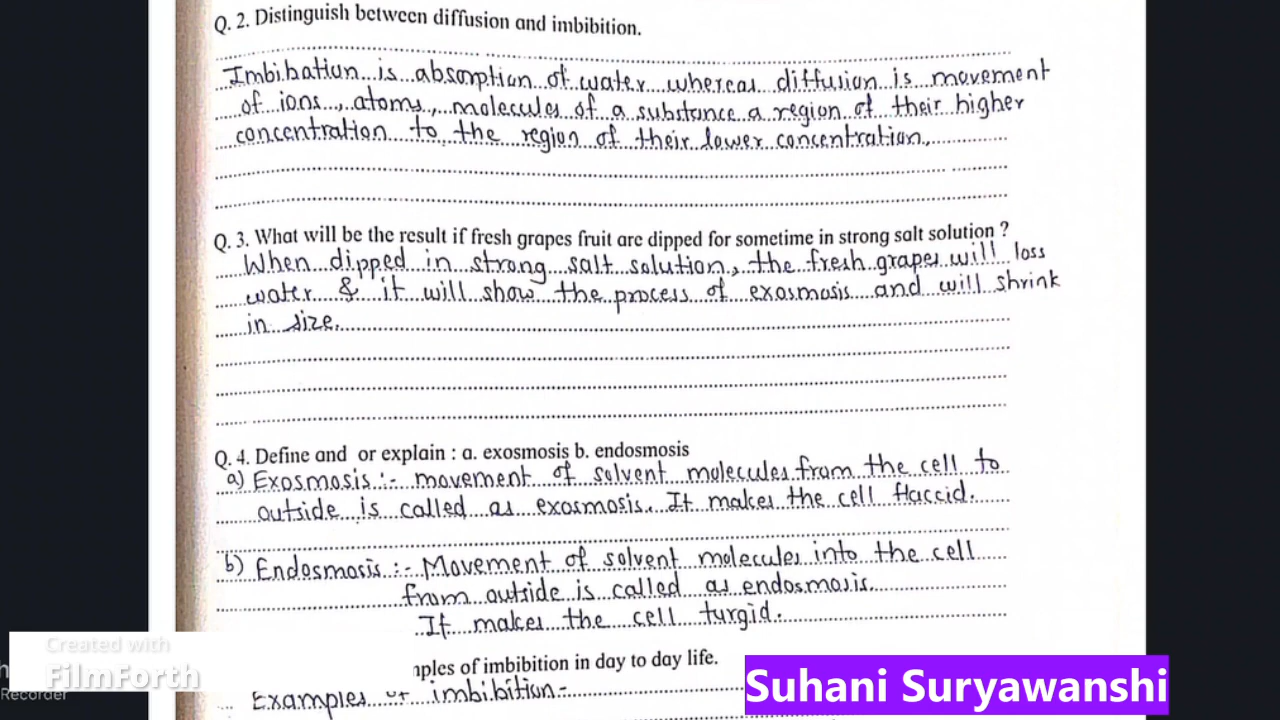 Q. 2. Distinguish between diffusion and imbibition.
Imbibation is absorption of water whereas diffusion is movement
of ions, atoms, molecules of a substance a region of their higher
concentration to the region of their lower concentration.
Q. 3. What will be the result if fresh grapes fruit are dipped for sometime in strong salt solution ?
When dipped in strong salt solution, the fresh grapes will loss
water & it will show the process of exosmosis and will shrink
in size.
Q. 4. Define and or explain : a. exosmosis b. endosmosis
a) Exosmosis :- movement of solvent molecules from the cell to
outside is called as exosmosis. It makes the cell flaccid.
b) Endosmosis :- Movement of solvent molecules into the cell
from outside is called as endosmosis.
It makes the cell turgid.
Created with
FilmForth
Recorder
nples of imbibition in day to day life.
Examples of imbibition:-
Suhani Suryawanshi